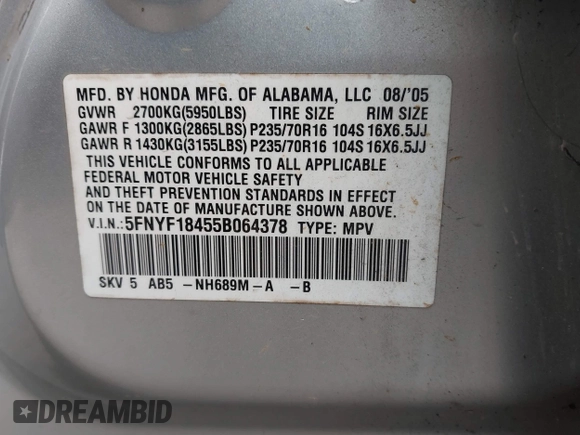 MFD. BY HONDA MFG. OF ALABAMA, LLC 08/'05
GVWR 2700KG(5950LBS) TIRE SIZE RIM SIZE
GAWR F 1300KG(2865LBS) P235/70R16 104S 16X6.5JJ
GAWR R 1430KG(3155LBS) P235/70R16 104S 16X6.5JJ
THIS VEHICLE CONFORMS TO ALL APPLICABLE
FEDERAL MOTOR VEHICLE SAFETY
AND THEFT PREVENTION STANDARDS IN EFFECT
ON THE DATE OF MANUFACTURE SHOWN ABOVE.
V.I.N.: 5FNYF18455B064378 TYPE: MPV
SKV 5 AB5 -NH689M-A -B
DREAMBID